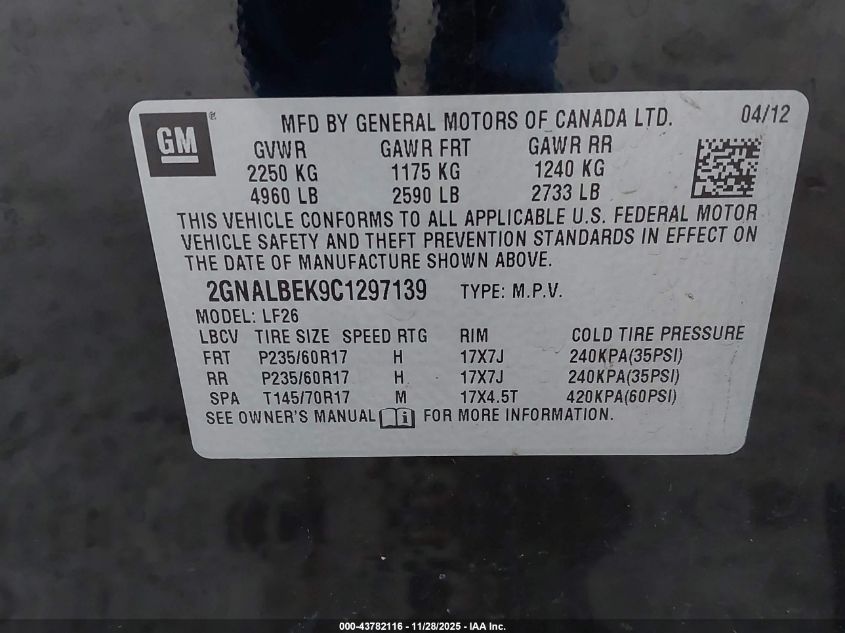 GM ®
MFD BY GENERAL MOTORS OF CANADA LTD. 04/12
GVWR GAWR FRT GAWR RR
2250 KG 1175 KG 1240 KG
4960 LB 2590 LB 2733 LB
THIS VEHICLE CONFORMS TO ALL APPLICABLE U.S. FEDERAL MOTOR
VEHICLE SAFETY AND THEFT PREVENTION STANDARDS IN EFFECT ON
THE DATE OF MANUFACTURE SHOWN ABOVE.
2GNALBEK9C1297139 TYPE: M.P.V.
MODEL: LF26
LBCV TIRE SIZE SPEED RTG RIM COLD TIRE PRESSURE
FRT P235/60R17 H 17X7J 240KPA(35PSI)
RR P235/60R17 H 17X7J 240KPA(35PSI)
SPA T145/70R17 M 17X4.5T 420KPA(60PSI)
SEE OWNER'S MANUAL i FOR MORE INFORMATION.
000-43782116 - 11/28/2025 - IAA Inc.